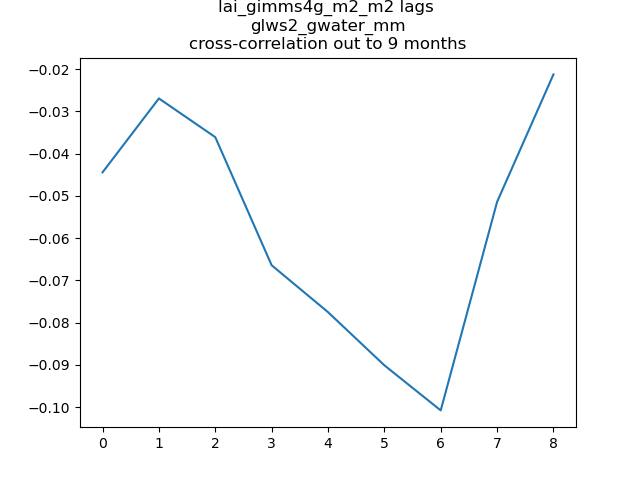 lai_gimms4g_m2_m2 lags
glws2_gwater_mm
cross-correlation out to 9 months
−0.02
−0.03
−0.04
−0.05
−0.06
−0.07
−0.08
−0.09
−0.10
0 1 2 3 4 5 6 7 8